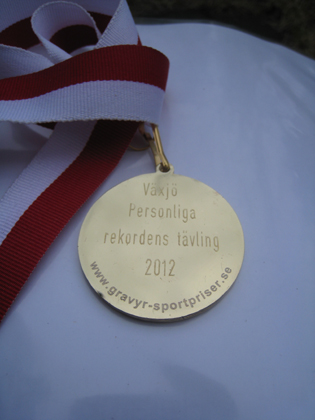 Växjö
Personliga
rekordens tävling
2012
www.gravyr-sportpriser.se